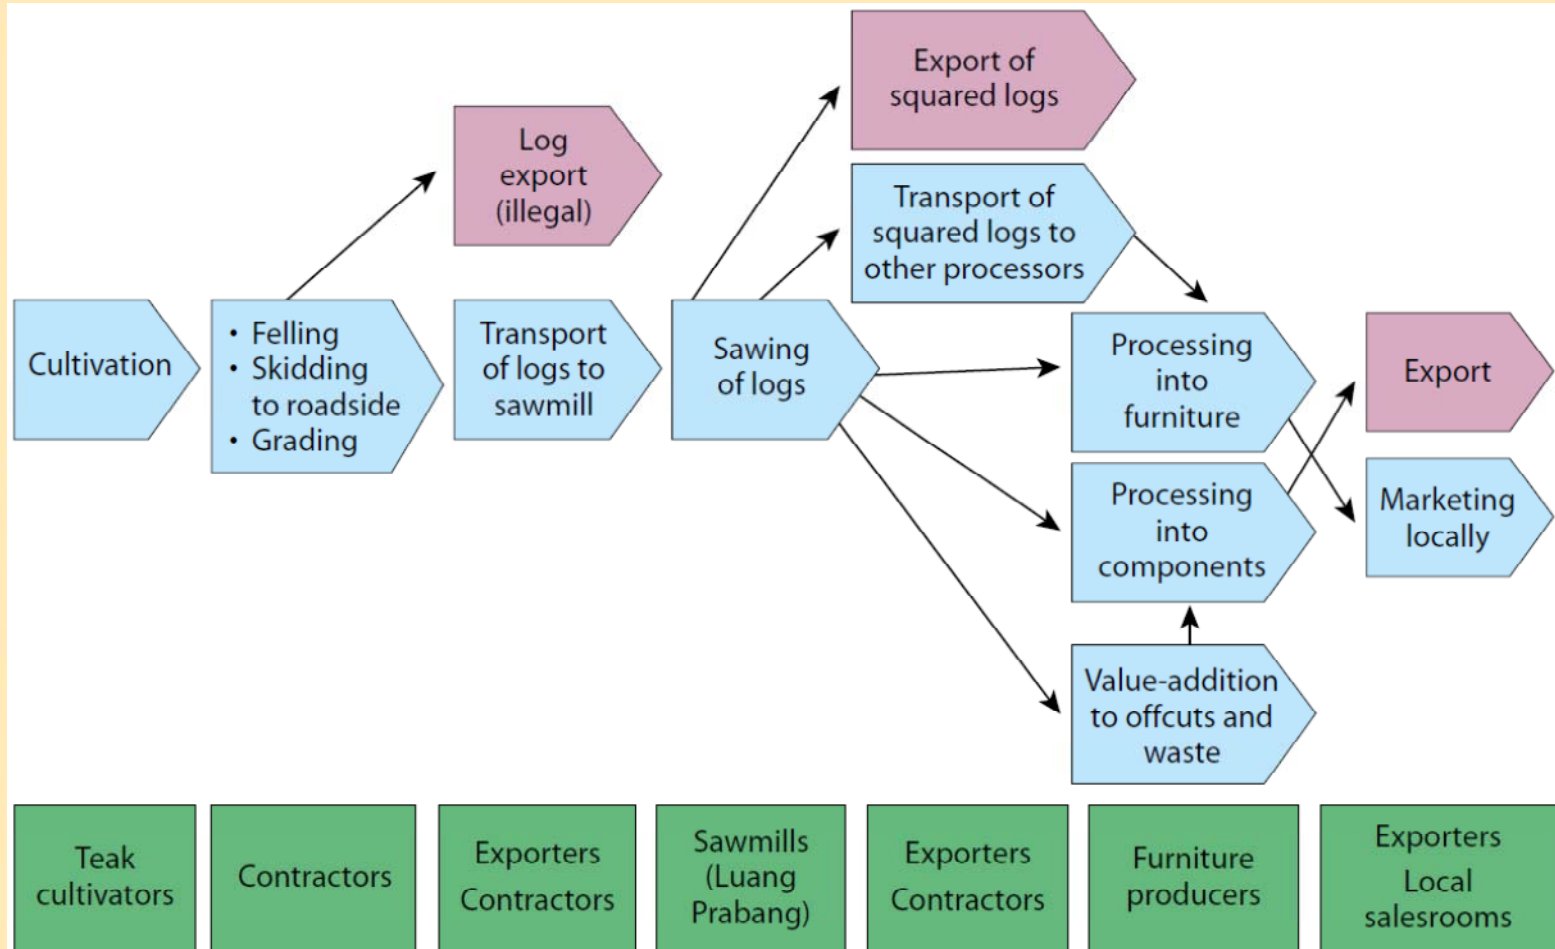 Export of
squared logs
Log
export
(illegal)
Transport of
squared logs to
other processors
Cultivation
• Felling
• Skidding
to roadside
• Grading
Transport
of logs to
sawmill
Sawing
of logs
Processing
into
furniture
Export
Processing
into
components
Marketing
locally
Value-addition
to offcuts and
waste
Teak
cultivators
Contractors
Exporters
Contractors
Sawmills
(Luang
Prabang)
Exporters
Contractors
Furniture
producers
Exporters
Local
salesrooms